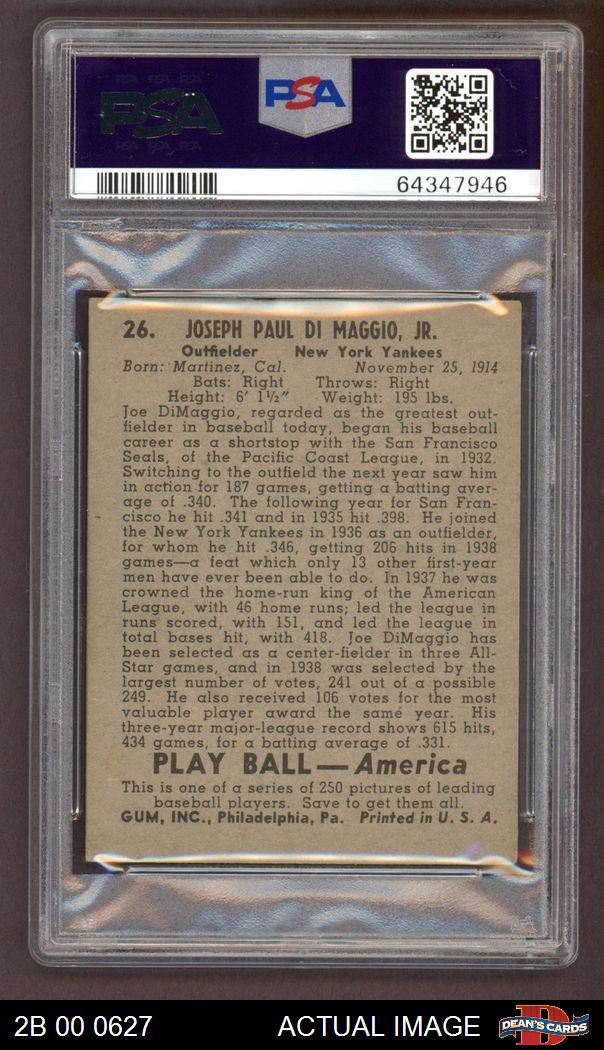 PSA PSA PSA
PSA
PSA PSA PSA
PSA
64347946
26. JOSEPH PAUL DI MAGGIO, JR.
Outfielder New York Yankees
Born: Martinez, Cal. November 25, 1914
Bats: Right Throws: Right
Height: 6' 1½" Weight: 195 lbs.
Joe DiMaggio, regarded as the greatest out-
fielder in baseball today, began his baseball
career as a shortstop with the San Francisco
Seals, of the Pacific Coast League, in 1932.
Switching to the outfield the next year saw him
in action for 187 games, getting a batting aver-
age of .340. The following year for San Fran-
cisco he hit .341 and in 1935 hit .398. He joined
the New York Yankees in 1936 as an outfielder,
for whom he hit .346, getting 206 hits in 1938
games—a feat which only 13 other first-year
men have ever been able to do. In 1937 he was
crowned the home-run king of the American
League, with 46 home runs; led the league in
runs scored, with 151, and led the league in
total bases hit, with 418. Joe DiMaggio has
been selected as a center-fielder in three All-
Star games, and in 1938 was selected by the
largest number of votes, 241 out of a possible
249. He also received 106 votes for the most
valuable player award the same year. His
three-year major-league record shows 615 hits,
434 games, for a batting average of .331.
PLAY BALL—America
This is one of a series of 250 pictures of leading
baseball players. Save to get them all.
GUM, INC., Philadelphia, Pa. Printed in U. S. A.
2B 00 0627 ACTUAL IMAGE DEAN'S CARDS